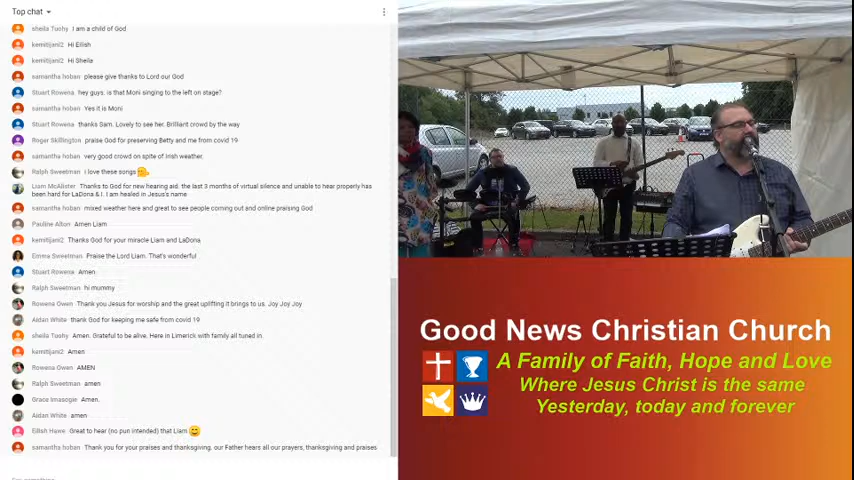 Top chat
sheila Tuohy I am a child of God
kemitijani2 Hi Eilish
kemitijani2 Hi Sheila
samantha hoban please give thanks to Lord our God
Stuart Rowena hey guys. is that Moni singing to the left on stage?
samantha hoban Yes it is Moni
Stuart Rowena thanks Sam. Lovely to see her. Brilliant crowd by the way
Roger Skillington praise God for preserving Betty and me from covid 19
samantha hoban very good crowd on spite of Irish weather.
Ralph Sweetman i love these songs
Liam McAlister Thanks to God for new hearing aid. the last 3 months of virtual silence and unable to hear properly has
been hard for LaDona & I. I am healed in Jesus's name
samantha hoban mixed weather here and great to see people coming out and online praising God
Pauline Alton Amen Liam
kemitijani2 Thanks God for your miracle Liam and LaDona
Emma Sweetman Praise the Lord Liam. That's wonderful
Stuart Rowena Amen
Ralph Sweetman hi mummy
Rowena Owen Thank you Jesus for worship and the great uplifting it brings to us. Joy Joy Joy
Aidan White thank God for keeping me safe from covid 19
sheila Tuohy Amen. Grateful to be alive. Here in Limerick with family all tuned in.
kemitijani2 Amen
Rowena Owen AMEN
Ralph Sweetman amen
Grace Imasogie Amen.
Aidan White amen
Eilish Hawe Great to hear (no pun intended) that Liam
samantha hoban Thank you for your praises and thanksgiving, our Father hears all our prayers, thanksgiving and praises
Good News Christian Church
A Family of Faith, Hope and Love
Where Jesus Christ is the same
Yesterday, today and forever